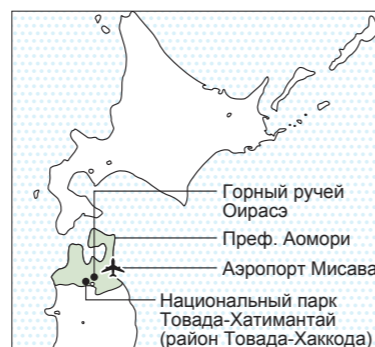 Горный ручей
Оирасэ
Преф. Аомори
Аэропорт Мисава
Национальный парк
Товада-Хатимантай
(район Товада-Хаккода)